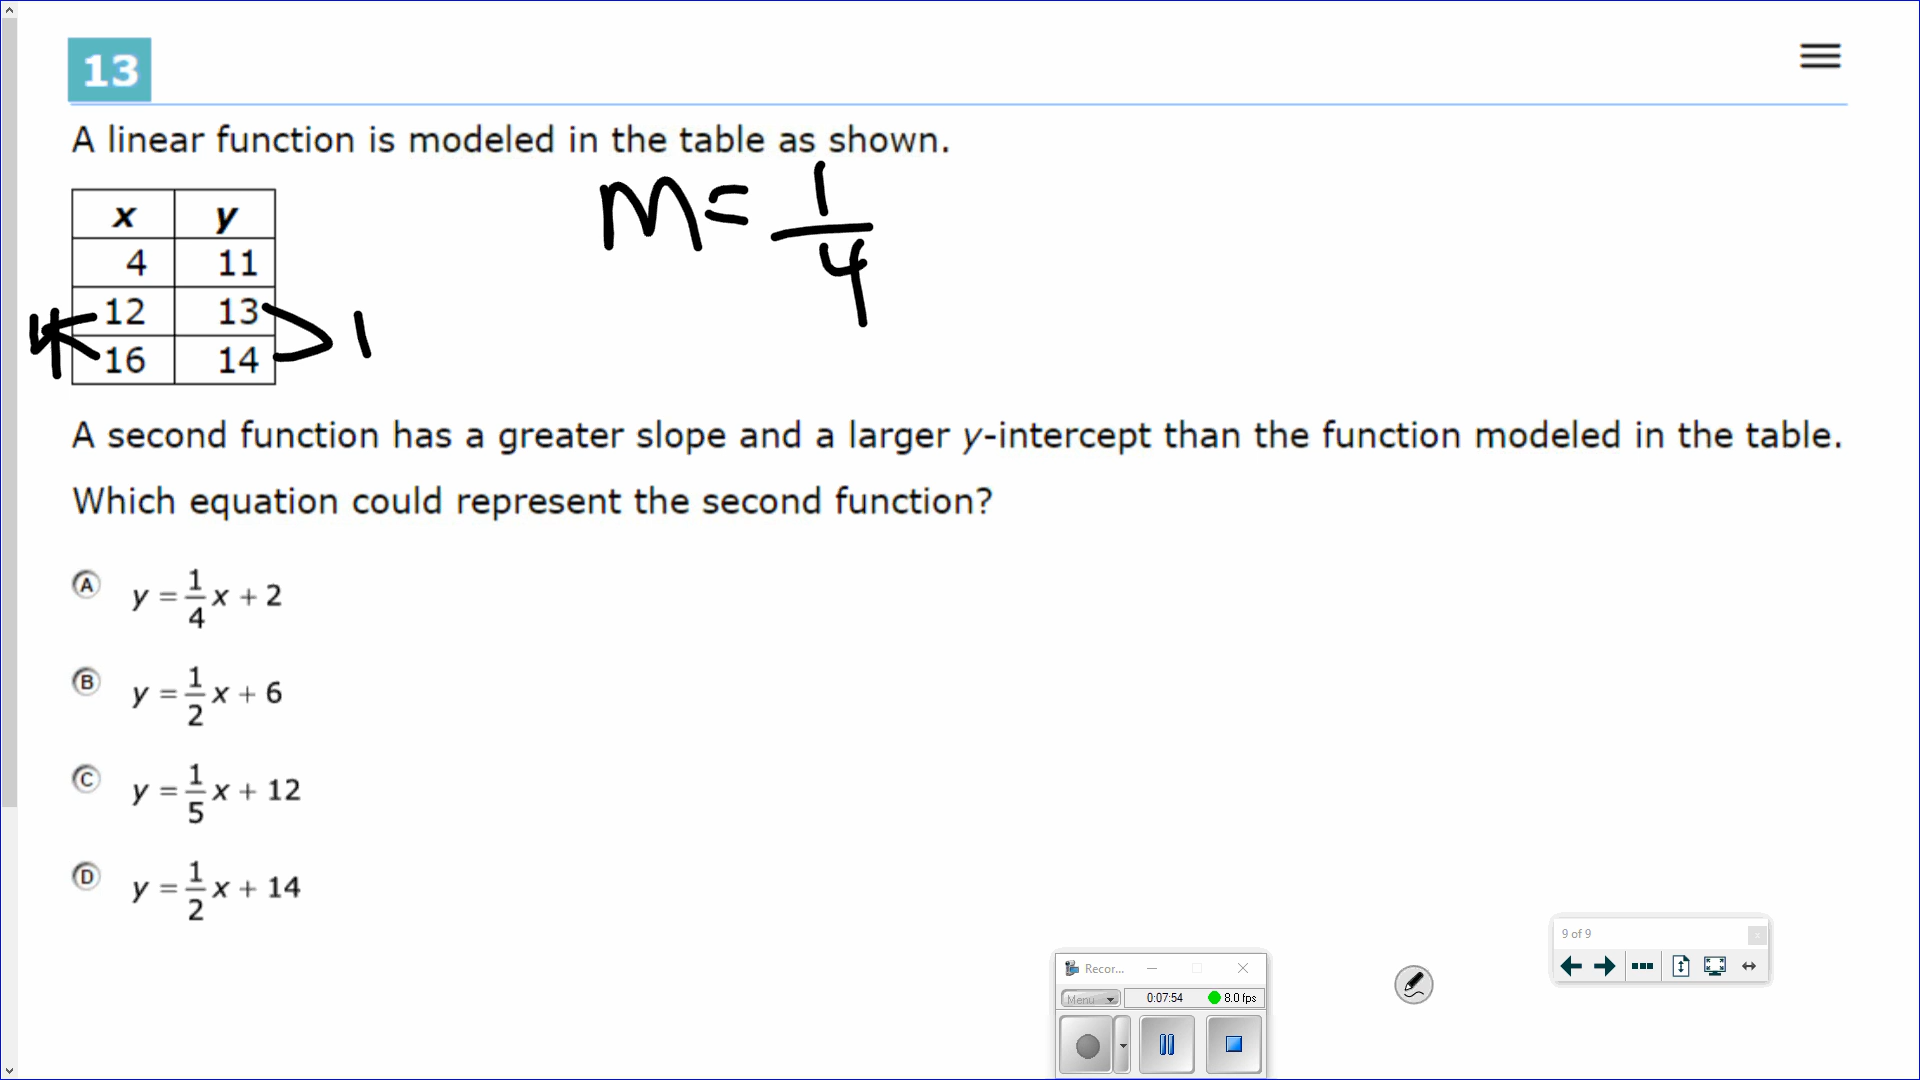 13
A linear function is modeled in the table as shown.
m = 1/4
x y
4 11
12 13
16 14
4
1
A second function has a greater slope and a larger y-intercept than the function modeled in the table.
Which equation could represent the second function?
A y = 1/4 x + 2
B y = 1/2 x + 6
C y = 1/5 x + 12
D y = 1/2 x + 14
9 of 9
Recor...
Menu 0:07:54 8.0 fps